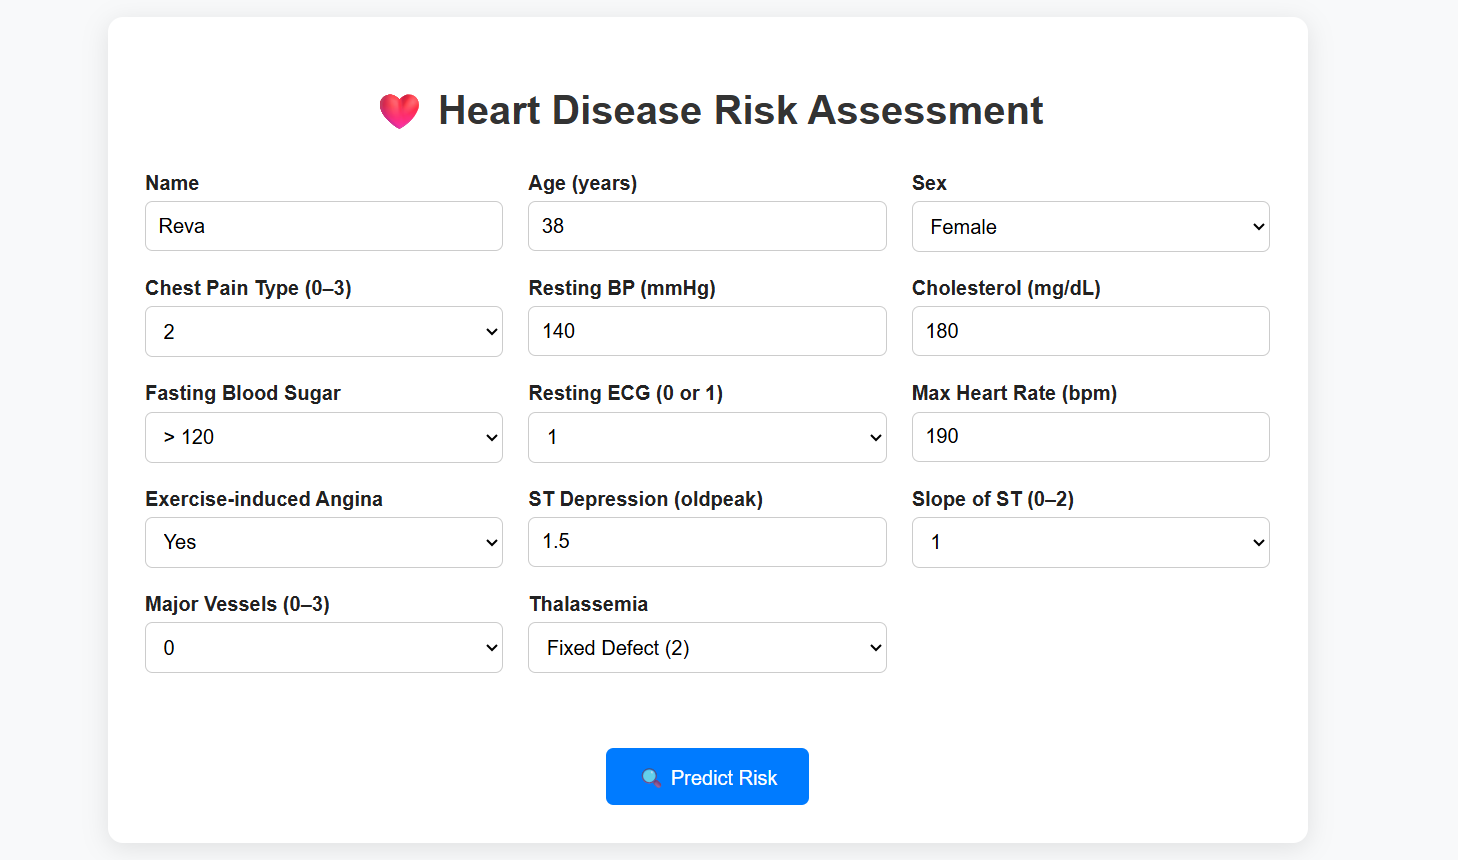 Heart Disease Risk Assessment
Name Age (years) Sex
Reva 38 Female
Chest Pain Type (0–3) Resting BP (mmHg) Cholesterol (mg/dL)
2 140 180
Fasting Blood Sugar Resting ECG (0 or 1) Max Heart Rate (bpm)
> 120 1 190
Exercise-induced Angina ST Depression (oldpeak) Slope of ST (0–2)
Yes 1.5 1
Major Vessels (0–3) Thalassemia
0 Fixed Defect (2)
Predict Risk